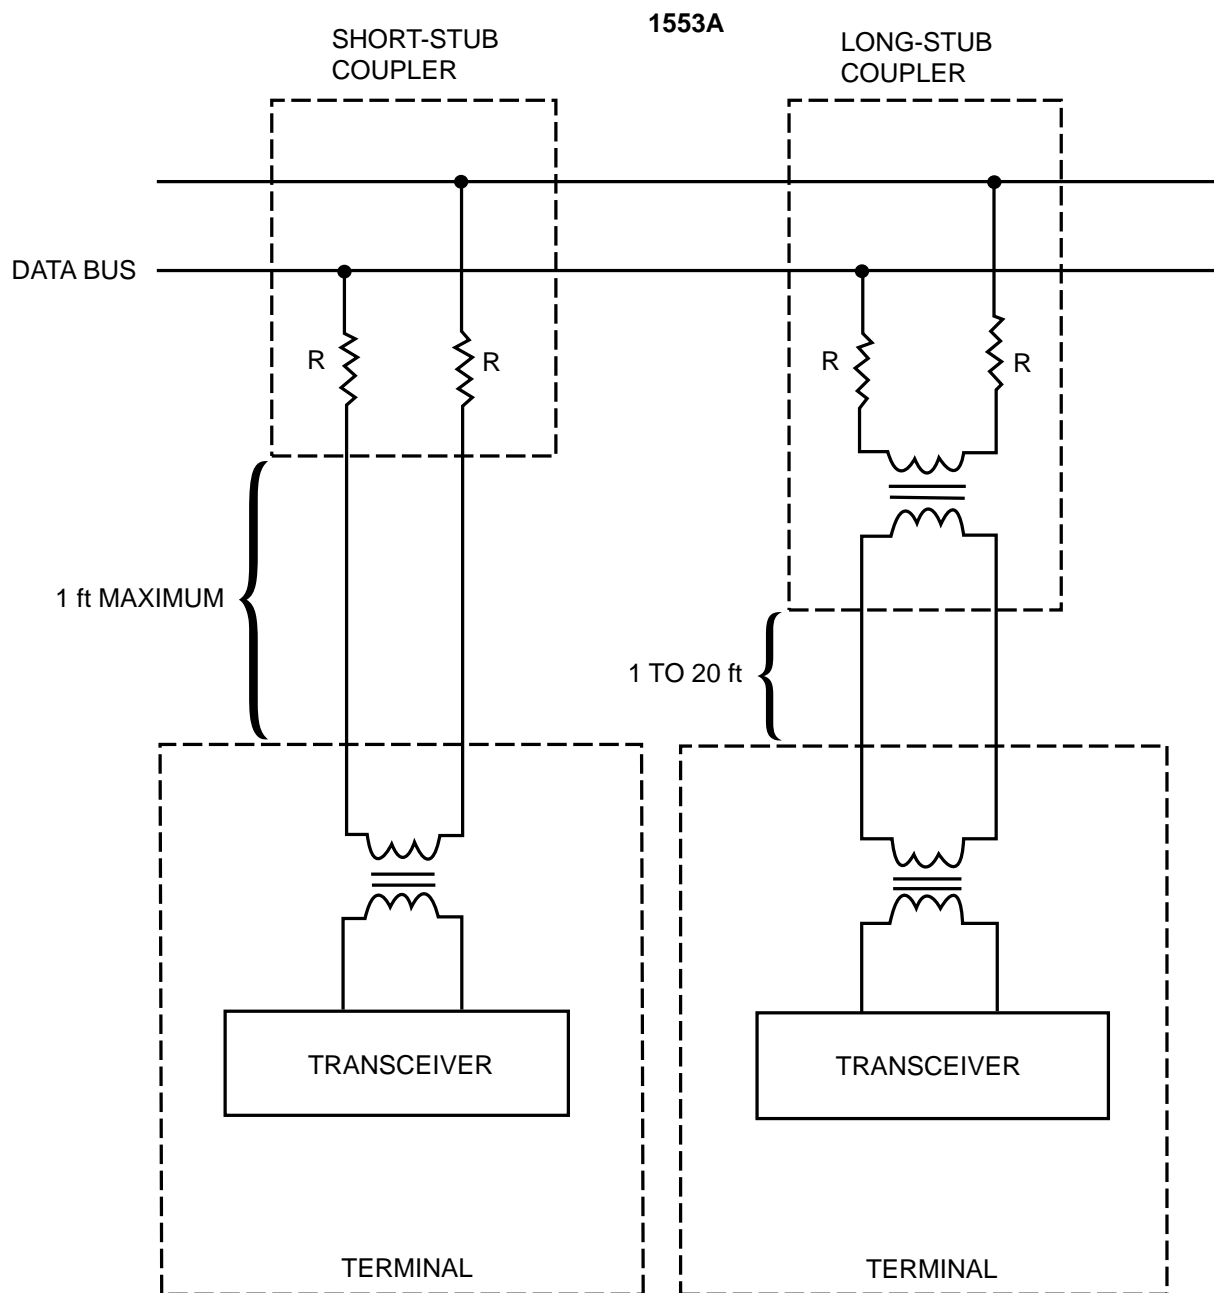 1553A
SHORT-STUB
COUPLER
LONG-STUB
COUPLER
DATA BUS
R
R
R
R
1 ft MAXIMUM
1 TO 20 ft
TRANSCEIVER
TRANSCEIVER
TERMINAL
TERMINAL